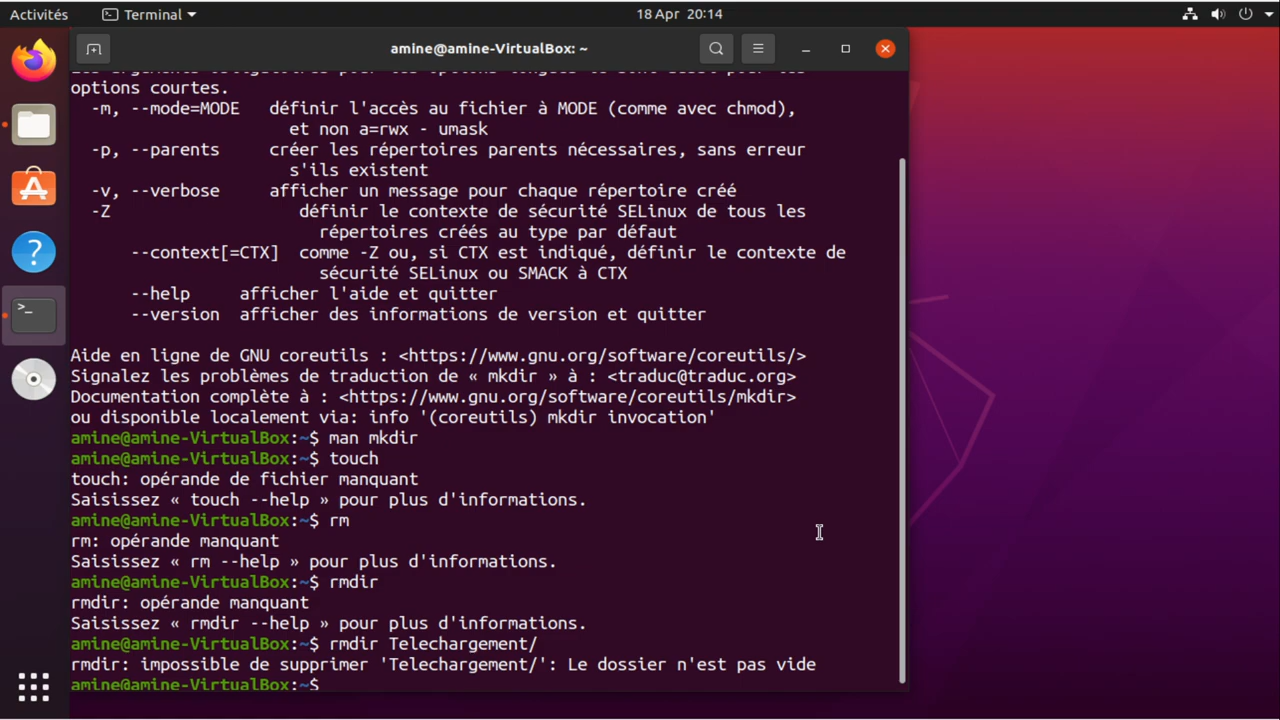 Activités
Terminal
18 Apr 20:14
amine@amine-VirtualBox: ~
options courtes.
-m, --mode=MODE   définir l'accès au fichier à MODE (comme avec chmod),
et non a=rwx - umask
-p, --parents     créer les répertoires parents nécessaires, sans erreur
s'ils existent
-v, --verbose     afficher un message pour chaque répertoire créé
-Z                   définir le contexte de sécurité SELinux de tous les
répertoires créés au type par défaut
--context[=CTX]  comme -Z ou, si CTX est indiqué, définir le contexte de
sécurité SELinux ou SMACK à CTX
--help     afficher l'aide et quitter
--version  afficher des informations de version et quitter
Aide en ligne de GNU coreutils : <https://www.gnu.org/software/coreutils/>
Signalez les problèmes de traduction de « mkdir » à : <traduc@traduc.org>
Documentation complète à : <https://www.gnu.org/software/coreutils/mkdir>
ou disponible localement via: info '(coreutils) mkdir invocation'
amine@amine-VirtualBox:~$ man mkdir
amine@amine-VirtualBox:~$ touch
touch: opérande de fichier manquant
Saisissez « touch --help » pour plus d'informations.
amine@amine-VirtualBox:~$ rm
rm: opérande manquant
Saisissez « rm --help » pour plus d'informations.
amine@amine-VirtualBox:~$ rmdir
rmdir: opérande manquant
Saisissez « rmdir --help » pour plus d'informations.
amine@amine-VirtualBox:~$ rmdir Telechargement/
rmdir: impossible de supprimer 'Telechargement/': Le dossier n'est pas vide
amine@amine-VirtualBox:~$